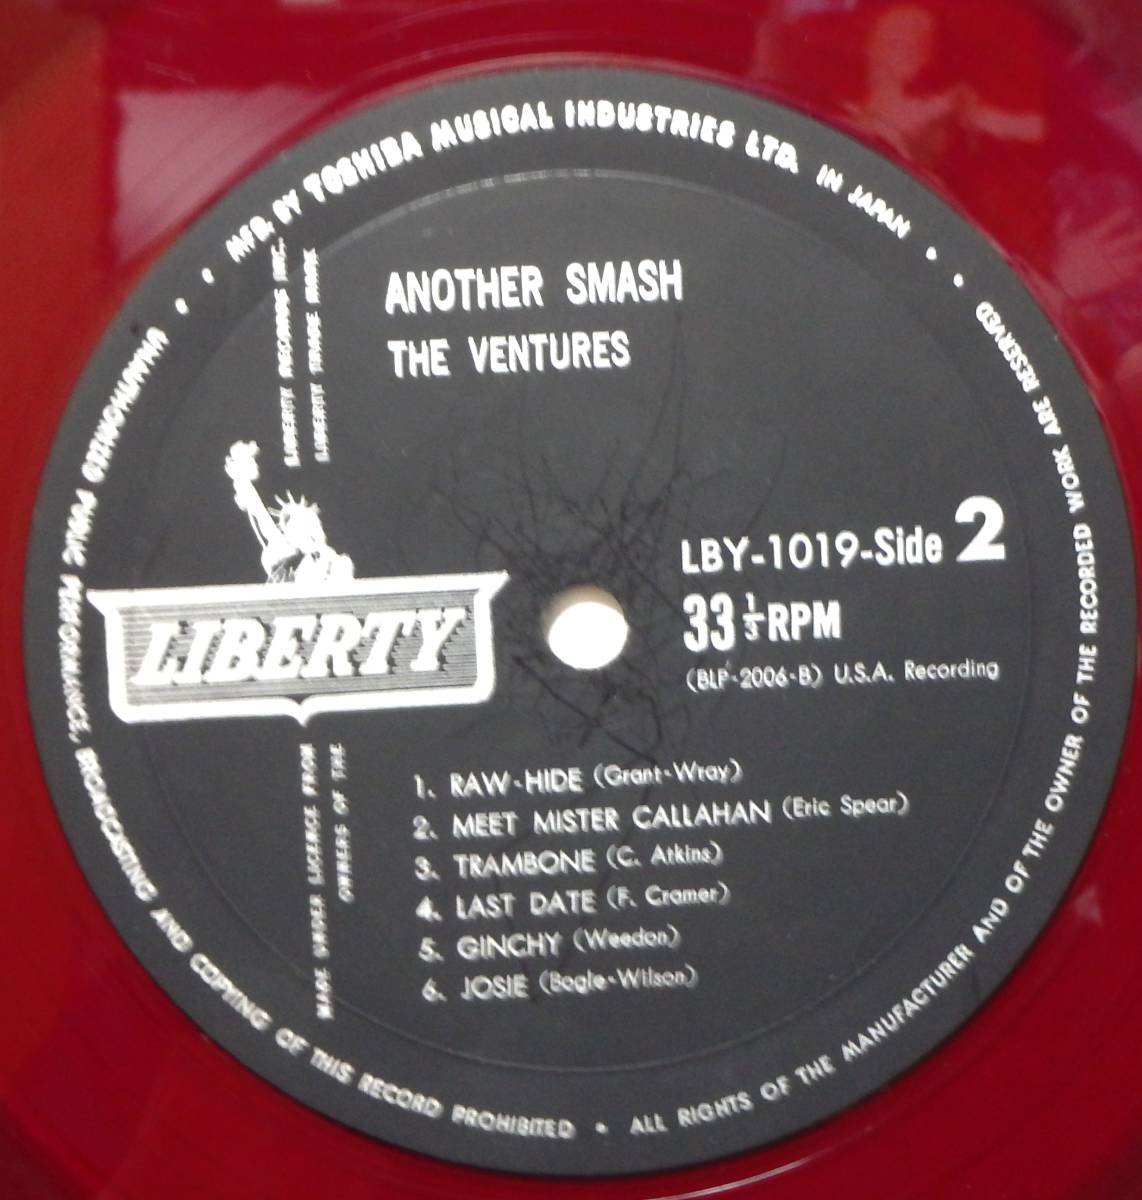 MFD. BY TOSHIBA MUSICAL INDUSTRIES LTD. IN JAPAN
LIBERTY RECORDS INC.
LIBERTY TRADE MARK
ANOTHER SMASH
THE VENTURES
LBY-1019-Side 2
33 1/3 RPM
(BLP-2006-B) U.S.A. Recording
LIBERTY
MADE UNDER LICENCE FROM
OWNERS OF THE
1. RAW-HIDE (Grant-Wray)
2. MEET MISTER CALLAHAN (Eric Spear)
3. TRAMBONE (C. Atkins)
4. LAST DATE (F. Cramer)
5. GINCHY (Weedon)
6. JOSIE (Bogle-Wilson)
ALL RIGHTS OF THE MANUFACTURER AND OF THE OWNER OF THE RECORDED WORK ARE RESERVED
UNAUTHORIZED PUBLIC PERFORMANCE, BROADCASTING AND COPYING OF THIS RECORD PROHIBITED